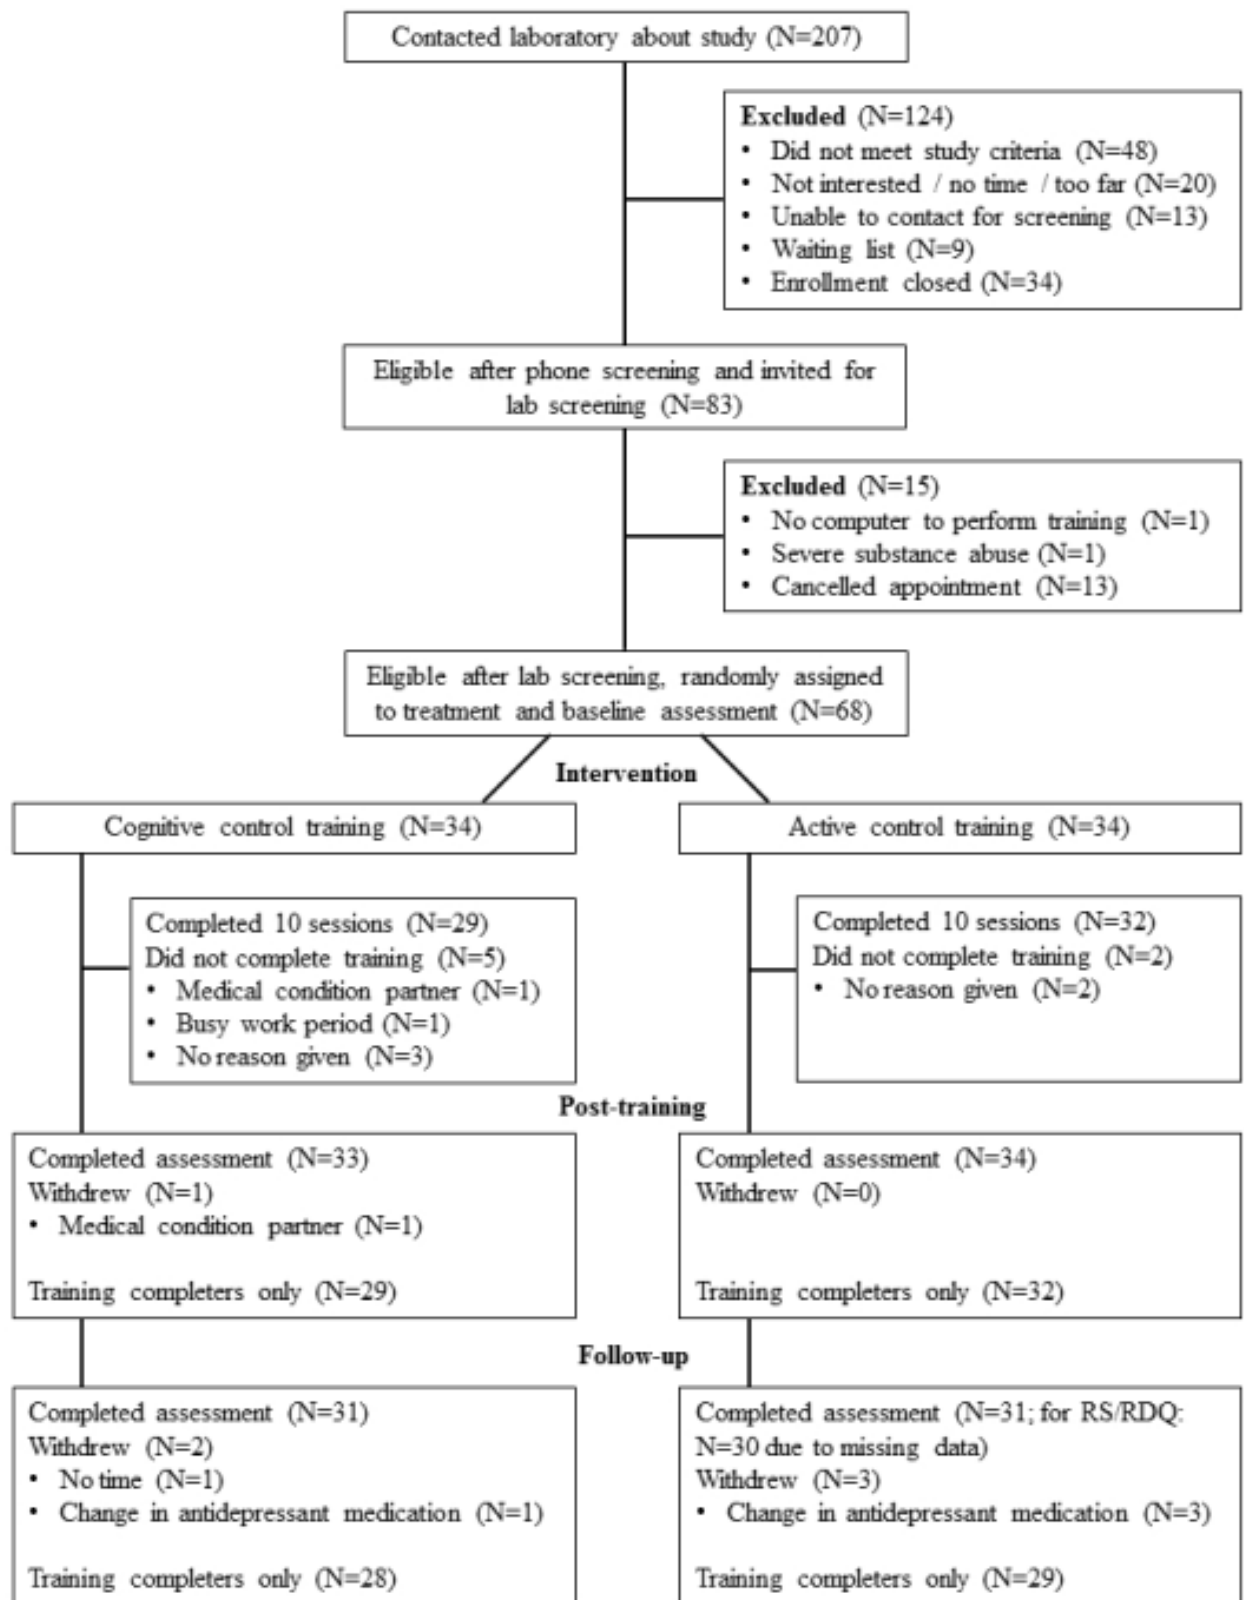 Contacted laboratory about study (N=207)
Excluded (N=124)
• Did not meet study criteria (N=48)
• Not interested / no time / too far (N=20)
• Unable to contact for screening (N=13)
• Waiting list (N=9)
• Enrollment closed (N=34)
Eligible after phone screening and invited for
lab screening (N=83)
Excluded (N=15)
• No computer to perform training (N=1)
• Severe substance abuse (N=1)
• Cancelled appointment (N=13)
Eligible after lab screening, randomly assigned
to treatment and baseline assessment (N=68)
Intervention
Cognitive control training (N=34)
Active control training (N=34)
Completed 10 sessions (N=29)
Did not complete training (N=5)
• Medical condition partner (N=1)
• Busy work period (N=1)
• No reason given (N=3)
Completed 10 sessions (N=32)
Did not complete training (N=2)
• No reason given (N=2)
Post-training
Completed assessment (N=33)
Withdrew (N=1)
• Medical condition partner (N=1)
Training completers only (N=29)
Completed assessment (N=34)
Withdrew (N=0)
Training completers only (N=32)
Follow-up
Completed assessment (N=31)
Withdrew (N=2)
• No time (N=1)
• Change in antidepressant medication (N=1)
Training completers only (N=28)
Completed assessment (N=31; for RS/RDQ:
N=30 due to missing data)
Withdrew (N=3)
• Change in antidepressant medication (N=3)
Training completers only (N=29)